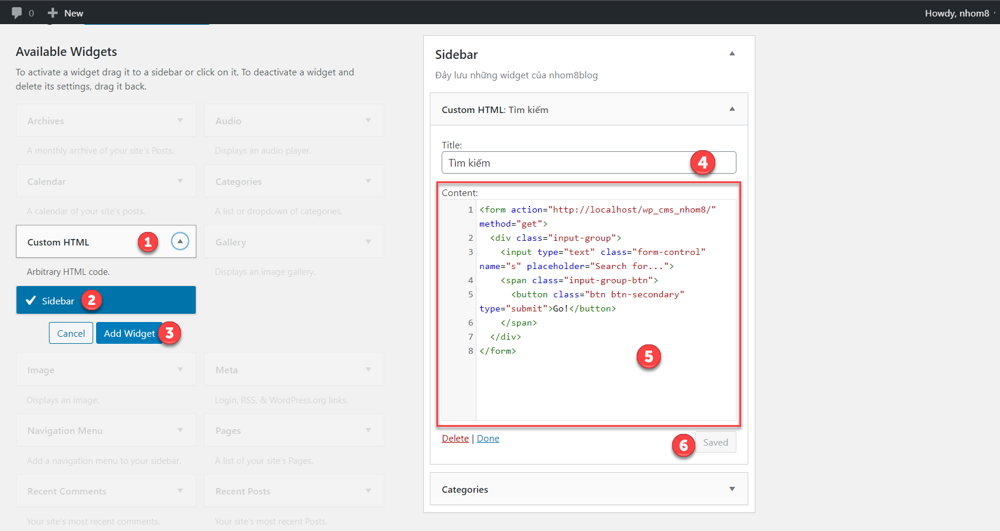 0 New
Howdy, nhom8
Available Widgets
To activate a widget drag it to a sidebar or click on it. To deactivate a widget and
delete its settings, drag it back.
Archives
Audio
A monthly archive of your site's Posts.
Displays an audio player.
Calendar
Categories
A calendar of your site's posts.
A list or dropdown of categories.
Custom HTML 1
Gallery
Arbitrary HTML code.
Displays an image gallery.
Sidebar 2
Cancel Add Widget 3
Image
Meta
Displays an image.
Login, RSS, & WordPress.org links.
Navigation Menu
Pages
Add a navigation menu to your sidebar.
A list of your site's Pages.
Recent Comments
Recent Posts
Your site's most recent comments.
Your site's most recent Posts.
Sidebar
Đây lưu những widget của nhom8blog
Custom HTML: Tìm kiếm
Title:
Tìm kiếm 4
Content:
1 <form action="http://localhost/wp_cms_nhom8/"
method="get">
2 <div class="input-group">
3 <input type="text" class="form-control"
name="s" placeholder="Search for...">
4 <span class="input-group-btn">
5 <button class="btn btn-secondary"
type="submit">Go!</button>
6 </span>
7 </div>
8 </form>
5
Delete | Done 6 Saved
Categories